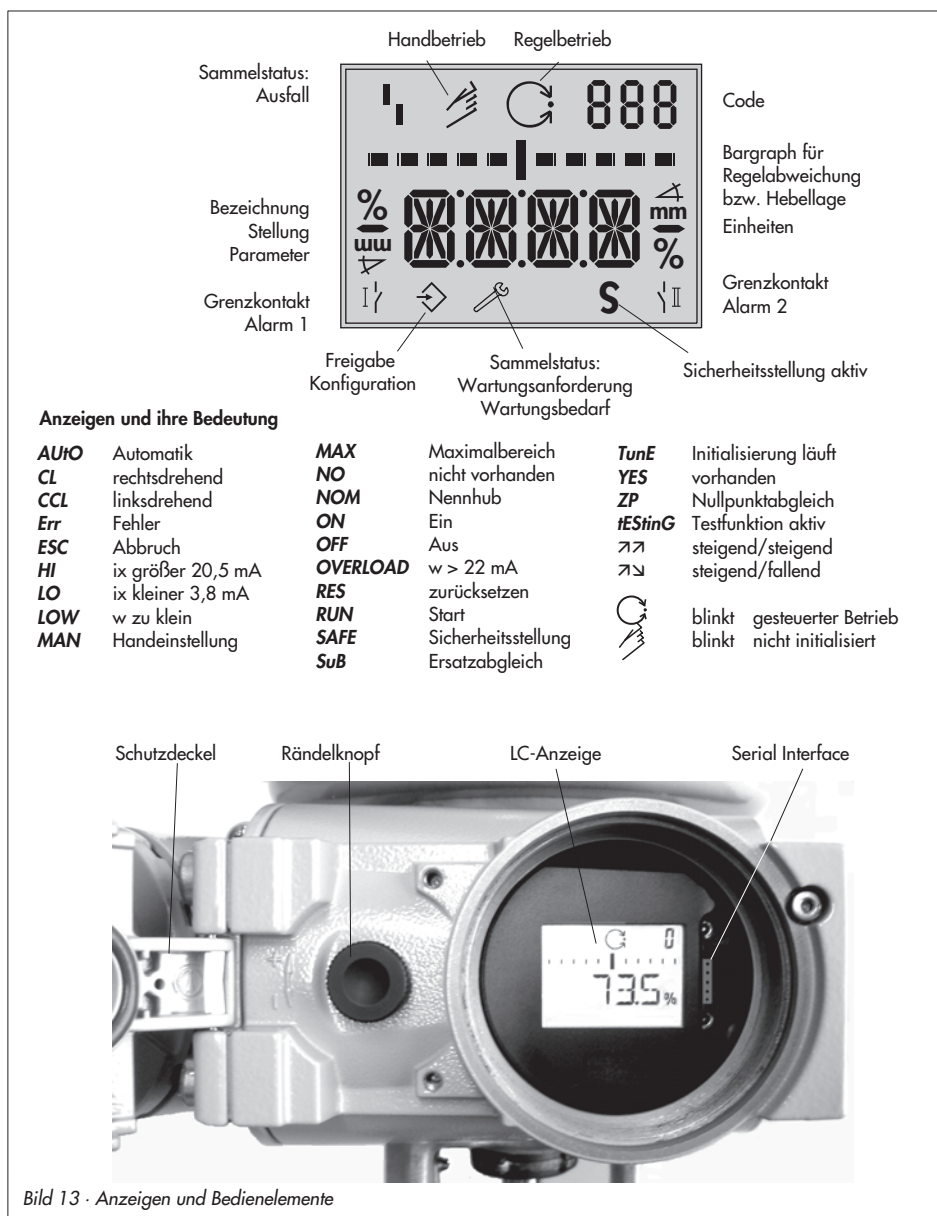 Handbetrieb Regelbetrieb
Sammelstatus:
Ausfall
888
Code
Bargraph für
Regelabweichung
bzw. Hebellage
Bezeichnung
Stellung
Parameter
%
mm
mm
%
Einheiten
Grenzkontakt
Alarm 1
I
S
II
Grenzkontakt
Alarm 2
Freigabe
Konfiguration
Sammelstatus:
Wartungsanforderung
Wartungsbedarf
Sicherheitsstellung aktiv
Anzeigen und ihre Bedeutung
AUtO Automatik
CL rechtsdrehend
CCL linksdrehend
Err Fehler
ESC Abbruch
HI ix größer 20,5 mA
LO ix kleiner 3,8 mA
LOW w zu klein
MAN Handeinstellung
MAX Maximalbereich
NO nicht vorhanden
NOM Nennhub
ON Ein
OFF Aus
OVERLOAD w > 22 mA
RES zurücksetzen
RUN Start
SAFE Sicherheitsstellung
SuB Ersatzabgleich
TunE Initialisierung läuft
YES vorhanden
ZP Nullpunktabgleich
tEStinG Testfunktion aktiv
↗↗ steigend/steigend
↗↘ steigend/fallend
blinkt gesteuerter Betrieb
blinkt nicht initialisiert
Schutzdeckel Rändelknopf LC-Anzeige Serial Interface
0
73.5 %
Bild 13 · Anzeigen und Bedienelemente